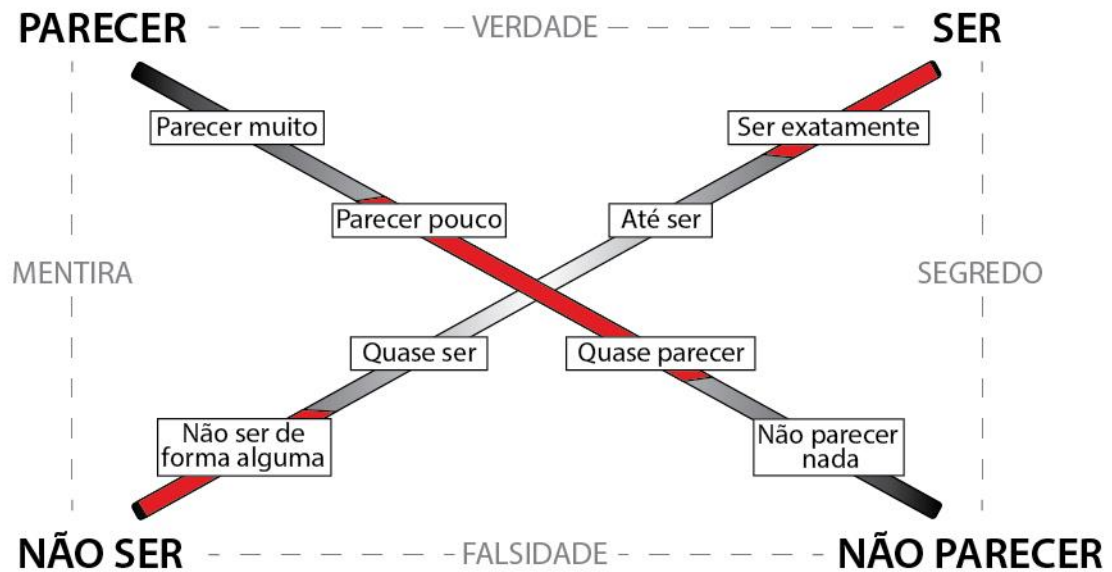 PARECER
VERDADE
SER
Parecer muito
Ser exatamente
Parecer pouco
Até ser
MENTIRA
SEGREDO
Quase ser
Quase parecer
Não ser de
forma alguma
Não parecer
nada
NÃO SER
FALSIDADE
NÃO PARECER